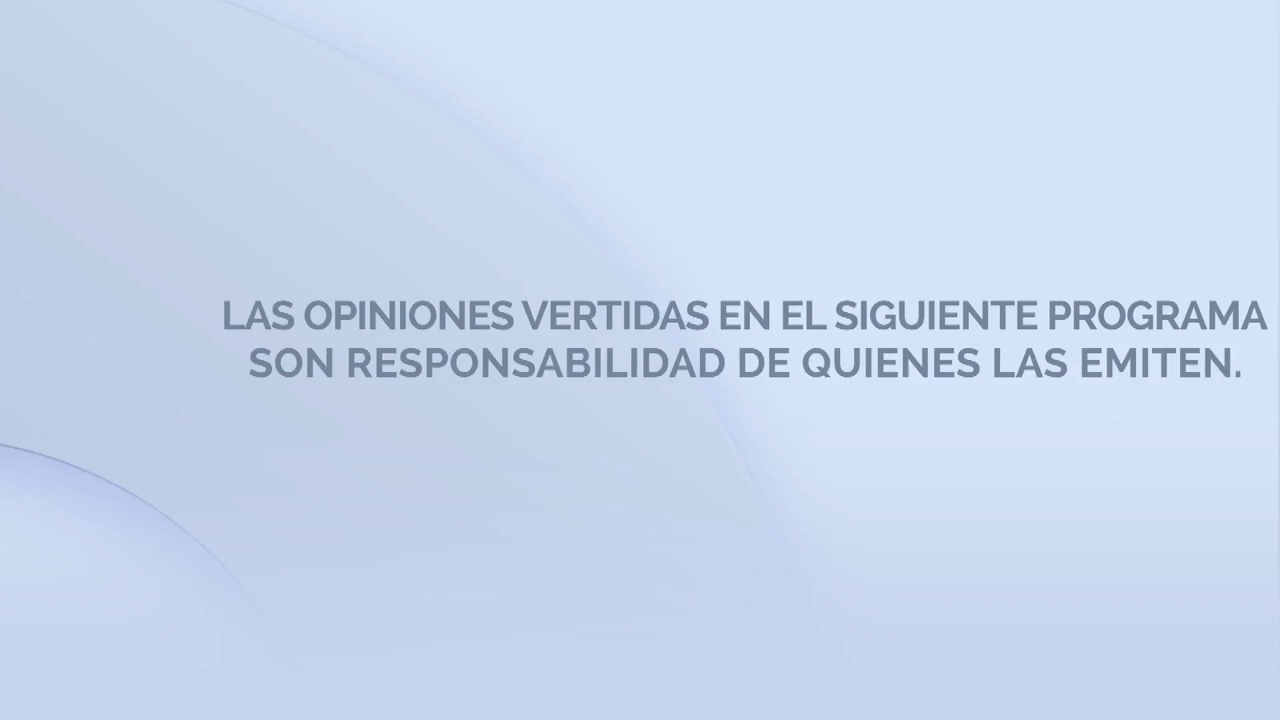 LAS OPINIONES VERTIDAS EN EL SIGUIENTE PROGRAMA
SON RESPONSABILIDAD DE QUIENES LAS EMITEN.